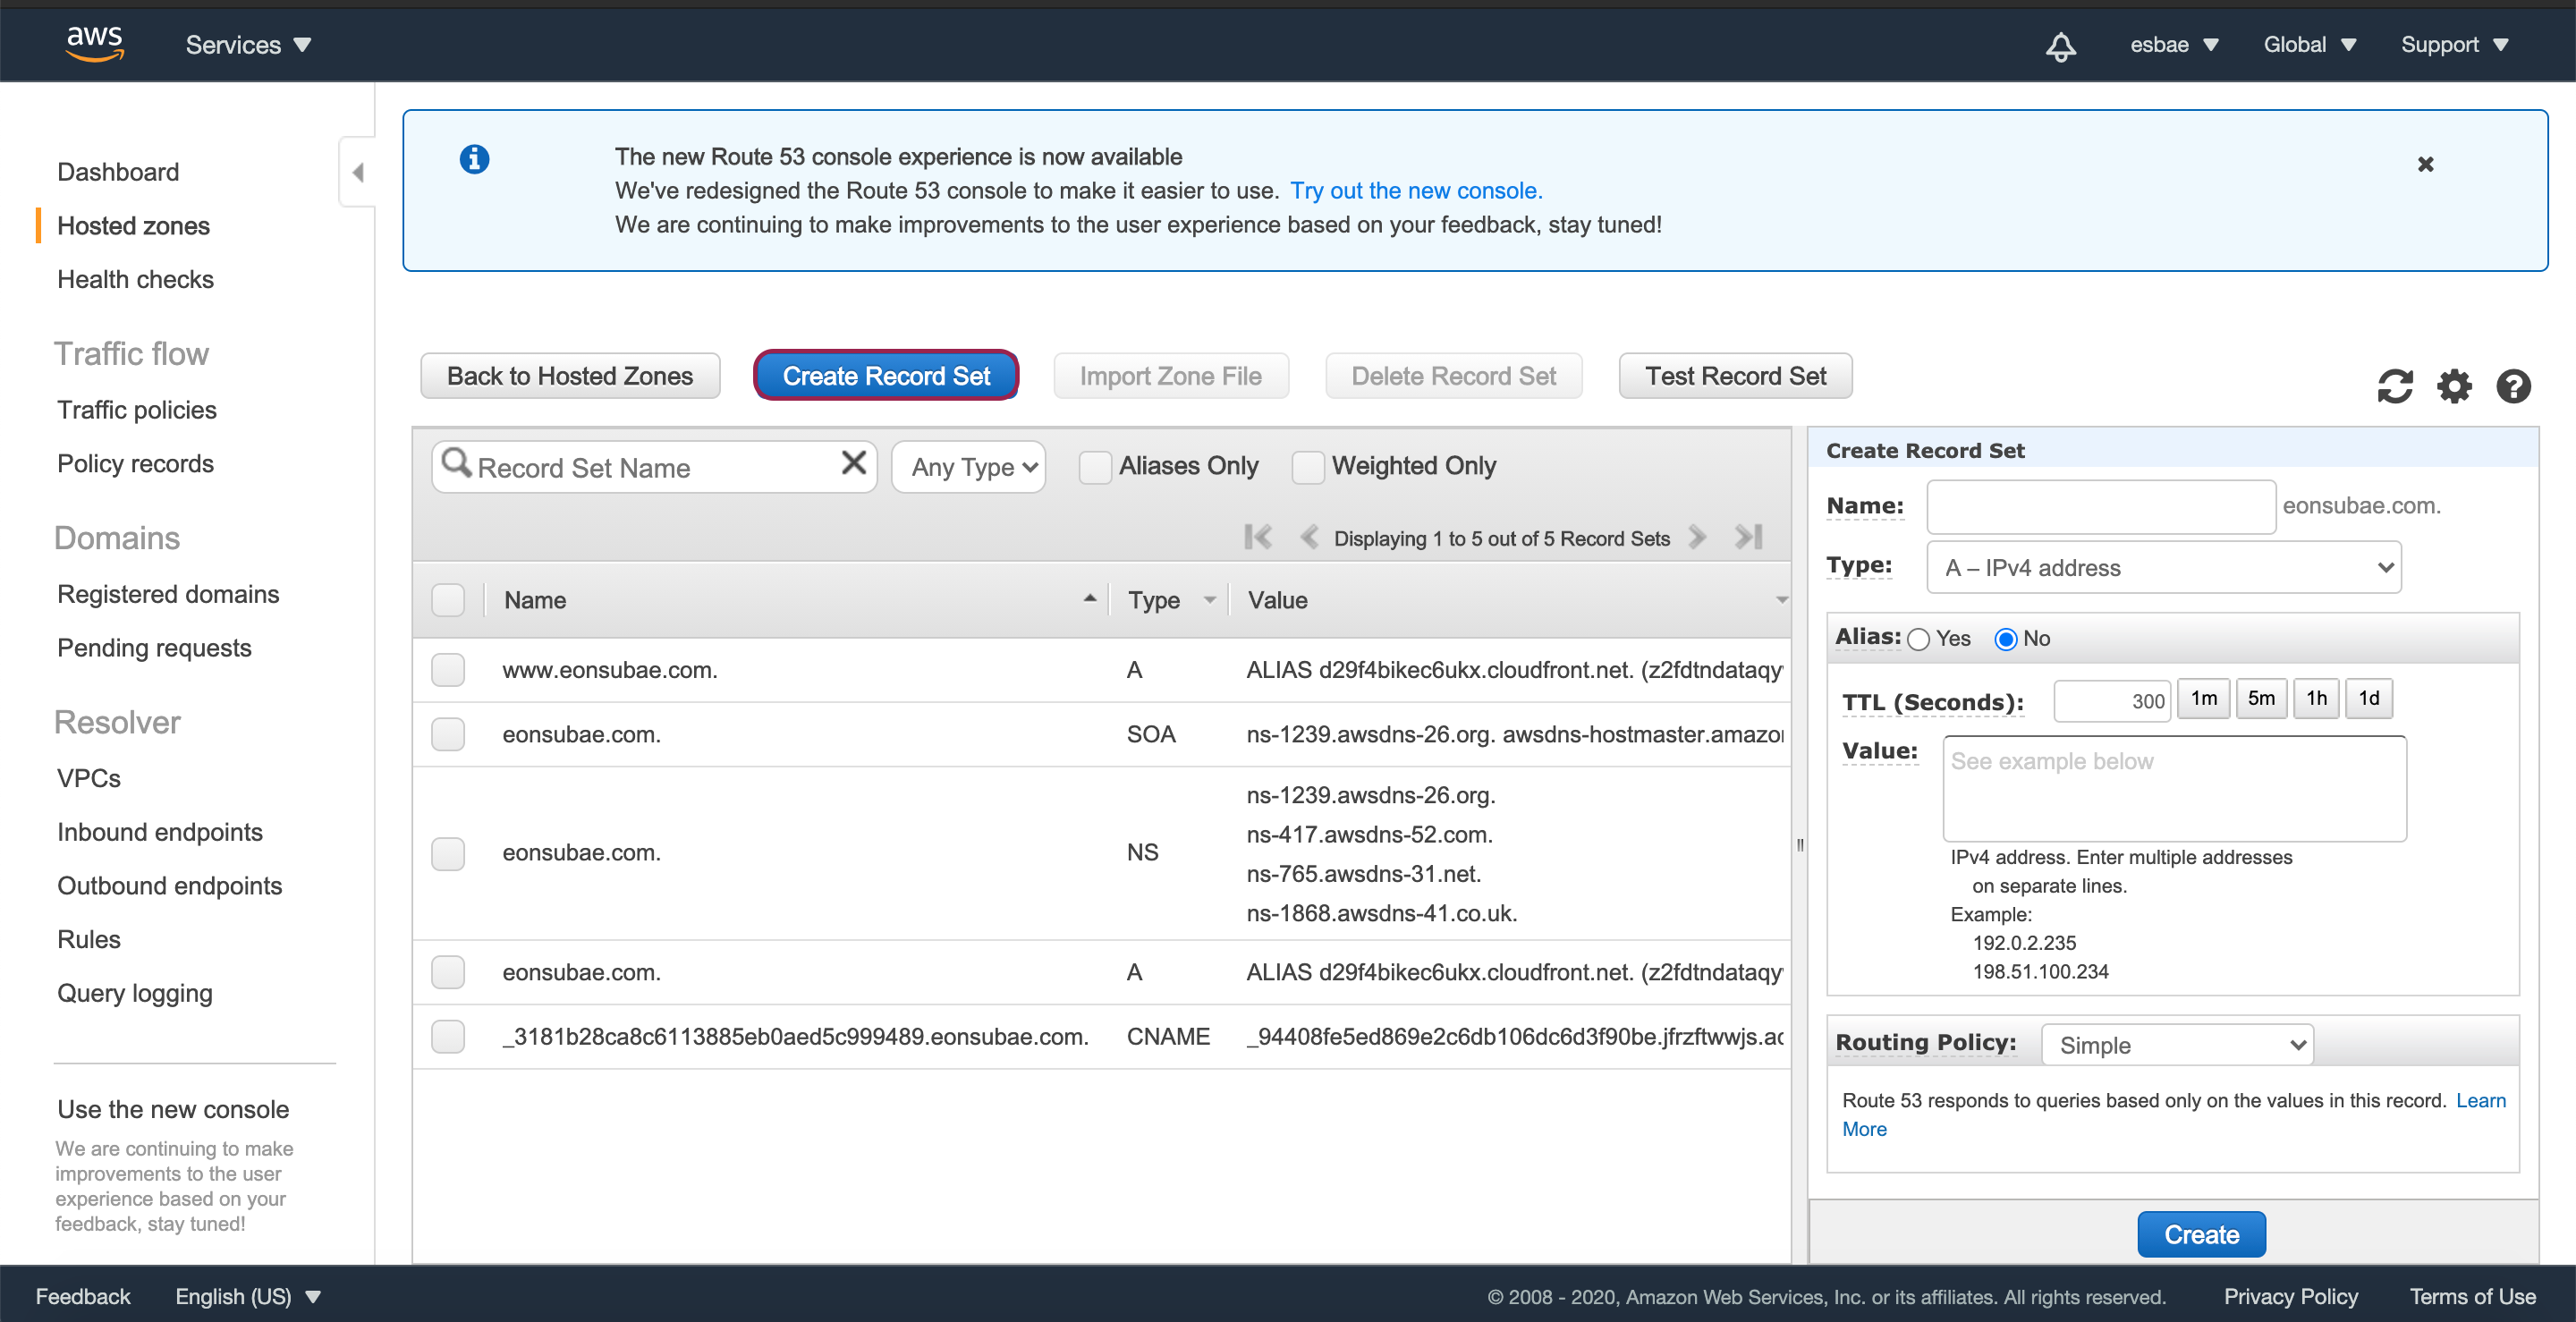 aws
Services
esbae
Global
Support
Dashboard
Hosted zones
Health checks
Traffic flow
Traffic policies
Policy records
Domains
Registered domains
Pending requests
Resolver
VPCs
Inbound endpoints
Outbound endpoints
Rules
Query logging
Use the new console
We are continuing to make
improvements to the user
experience based on your
feedback, stay tuned!
The new Route 53 console experience is now available
We've redesigned the Route 53 console to make it easier to use. Try out the new console.
We are continuing to make improvements to the user experience based on your feedback, stay tuned!
Back to Hosted Zones
Create Record Set
Import Zone File
Delete Record Set
Test Record Set
Record Set Name
Any Type
Aliases Only
Weighted Only
Displaying 1 to 5 out of 5 Record Sets
Name Type Value
www.eonsubae.com. A ALIAS d29f4bikec6ukx.cloudfront.net. (z2fdtndataqy
eonsubae.com. SOA ns-1239.awsdns-26.org. awsdns-hostmaster.amazo
ns-1239.awsdns-26.org.
ns-417.awsdns-52.com.
eonsubae.com. NS
ns-765.awsdns-31.net.
ns-1868.awsdns-41.co.uk.
eonsubae.com. A ALIAS d29f4bikec6ukx.cloudfront.net. (z2fdtndataqy
_3181b28ca8c6113885eb0aed5c999489.eonsubae.com. CNAME _94408fe5ed869e2c6db106dc6d3f90be.jfrzftwwjs.ac
Create Record Set
Name: eonsubae.com.
Type: A – IPv4 address
Alias: Yes No
TTL (Seconds): 300 1m 5m 1h 1d
Value: See example below
IPv4 address. Enter multiple addresses
on separate lines.
Example:
192.0.2.235
198.51.100.234
Routing Policy: Simple
Route 53 responds to queries based only on the values in this record. Learn
More
Create
Feedback
English (US)
© 2008 - 2020, Amazon Web Services, Inc. or its affiliates. All rights reserved.
Privacy Policy
Terms of Use